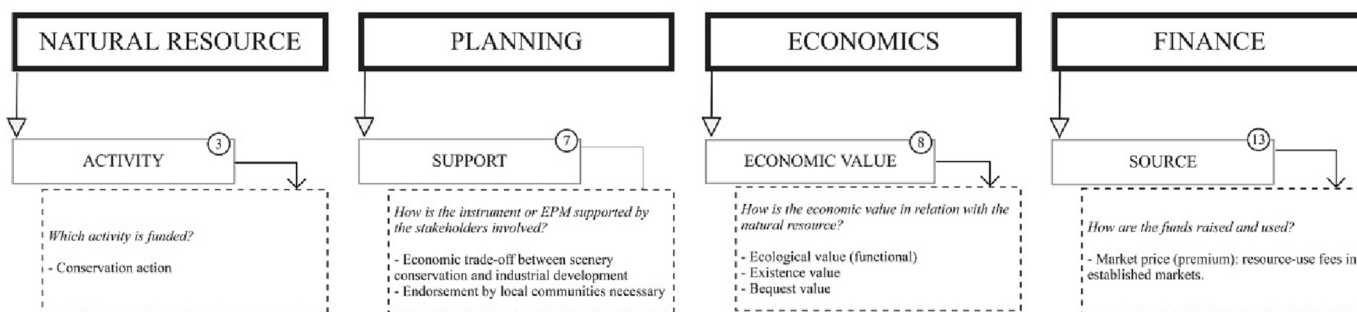 NATURAL RESOURCE
PLANNING
ECONOMICS
FINANCE
3
ACTIVITY
7
SUPPORT
8
ECONOMIC VALUE
13
SOURCE
Which activity is funded?
- Conservation action
How is the instrument or EPM supported by
the stakeholders involved?
- Economic trade-off between scenery
conservation and industrial development
- Endorsement by local communities necessary
How is the economic value in relation with the
natural resource?
- Ecological value (functional)
- Existence value
- Bequest value
How are the funds raised and used?
- Market price (premium): resource-use fees in
established markets.